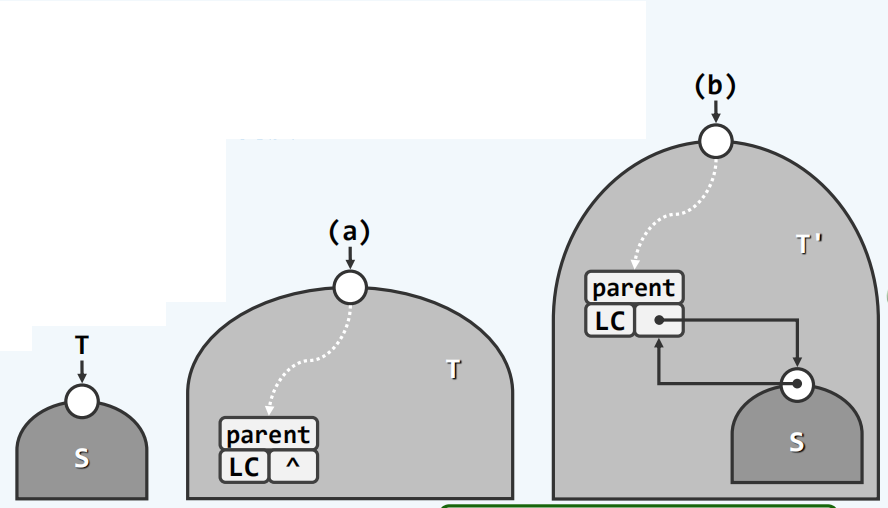 T
S
(a)
T
parent
LC ^
(b)
T'
parent
LC
S